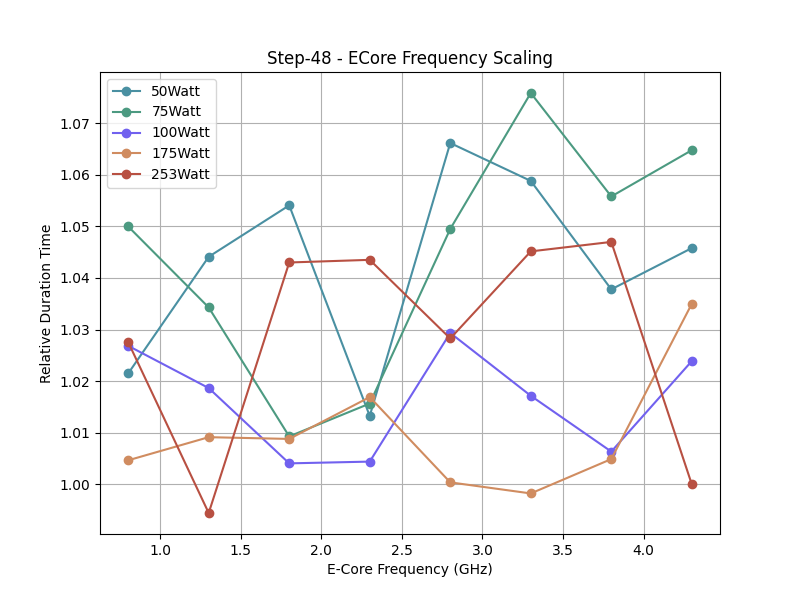 Step-48 - ECore Frequency Scaling
50Watt
75Watt
100Watt
175Watt
253Watt
Relative Duration Time
1.07
1.06
1.05
1.04
1.03
1.02
1.01
1.00
1.0 1.5 2.0 2.5 3.0 3.5 4.0
E-Core Frequency (GHz)